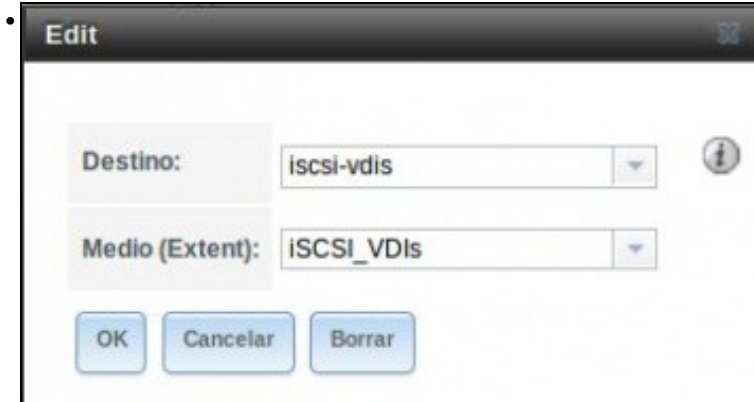 Edit
Destino: iscsi-vdis
Medio (Extent): iSCSI_VDIs
OK Cancelar Borrar